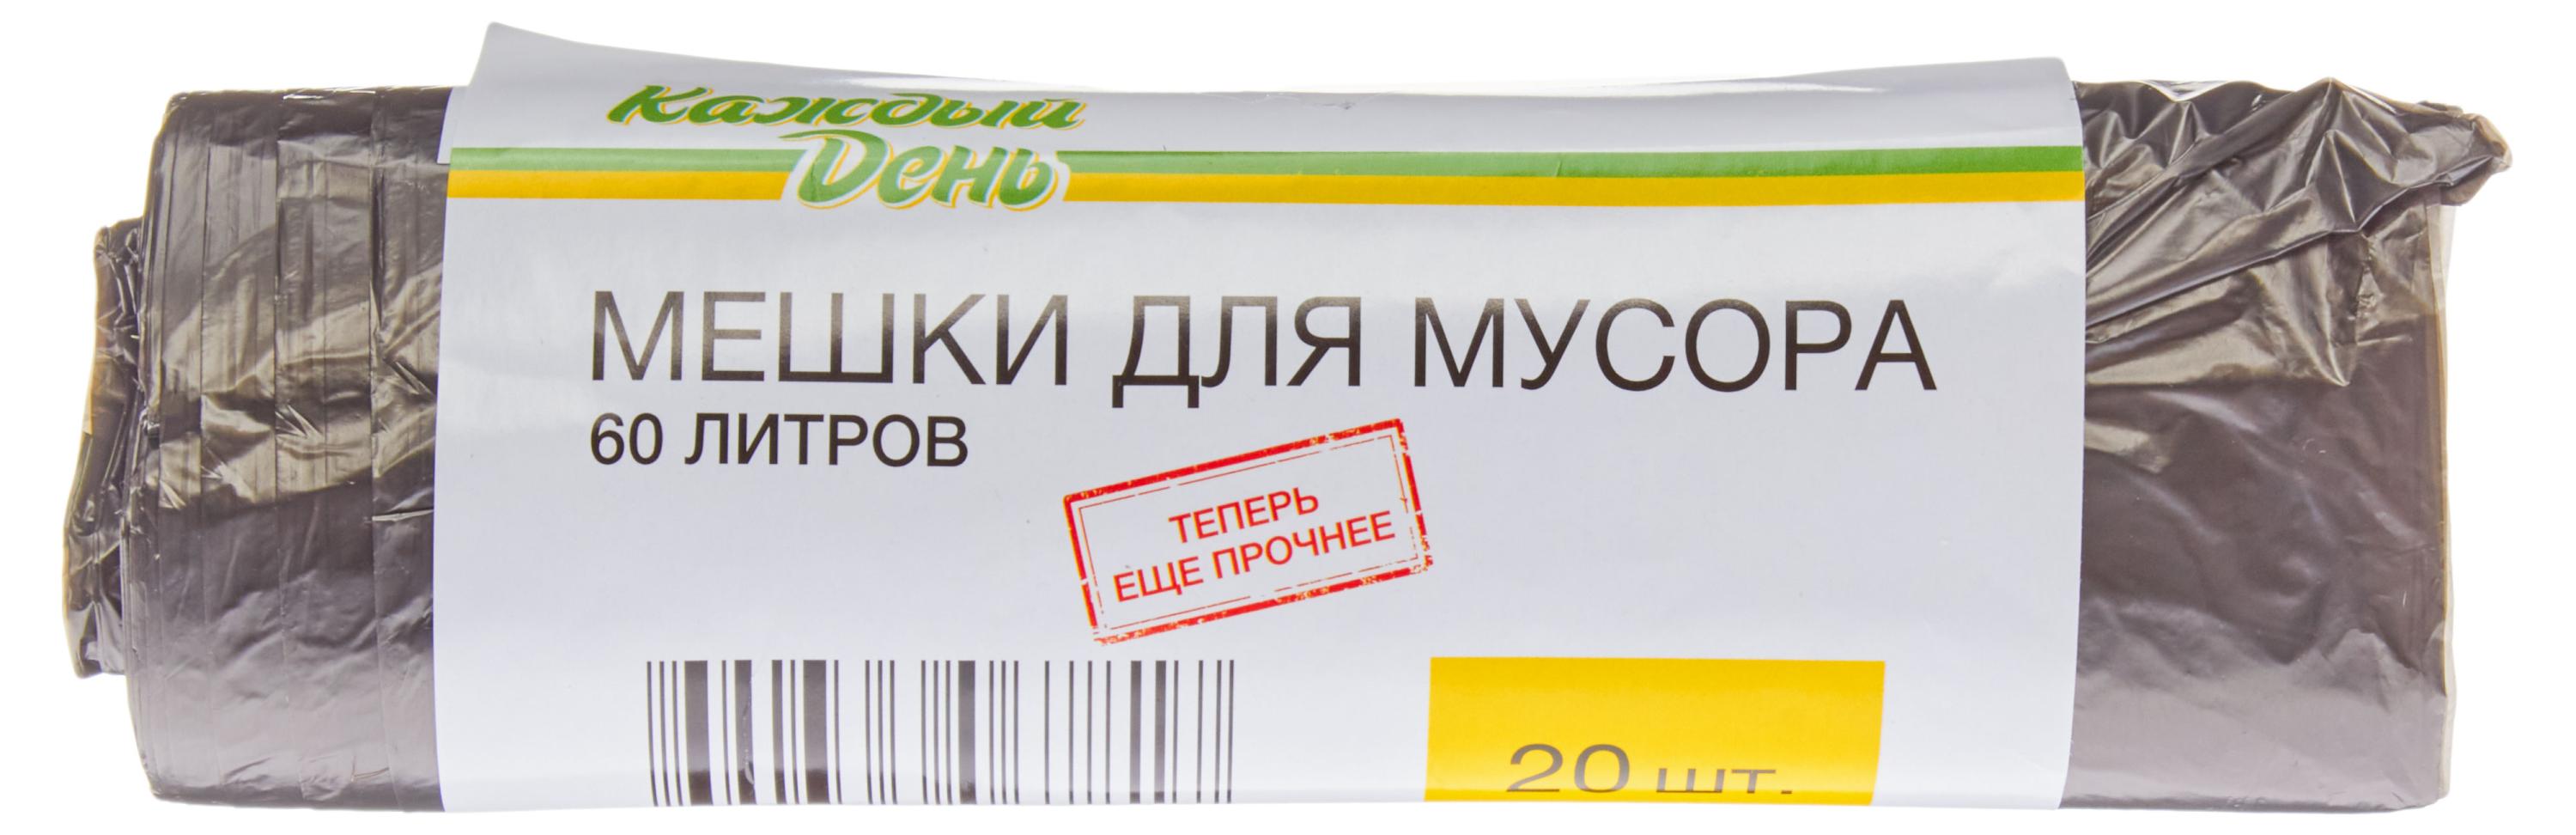 Каждый
День
МЕШКИ ДЛЯ МУСОРА
60 ЛИТРОВ
ТЕПЕРЬ
ЕЩЕ ПРОЧНЕЕ
20 шт.